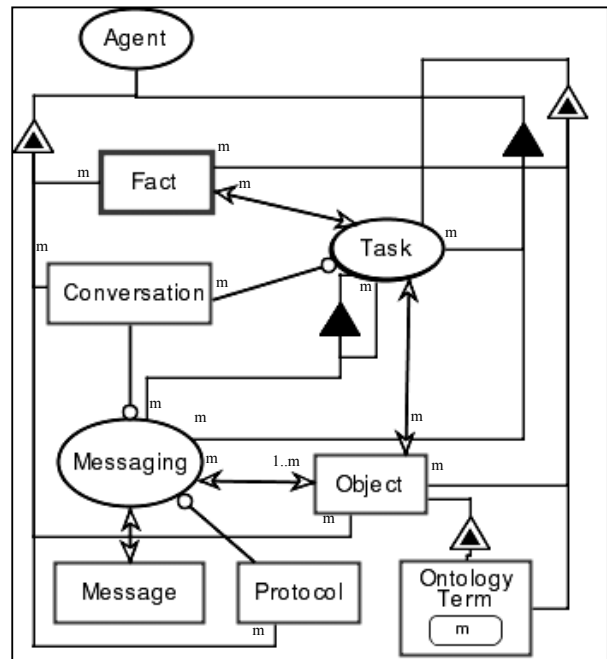 Agent
m
m
Fact
m
m
Task
m
m
Conversation
m
m
m
m
Messaging
m
1..m
m
Object
m
m
Message
Protocol
m
Ontology
Term
m